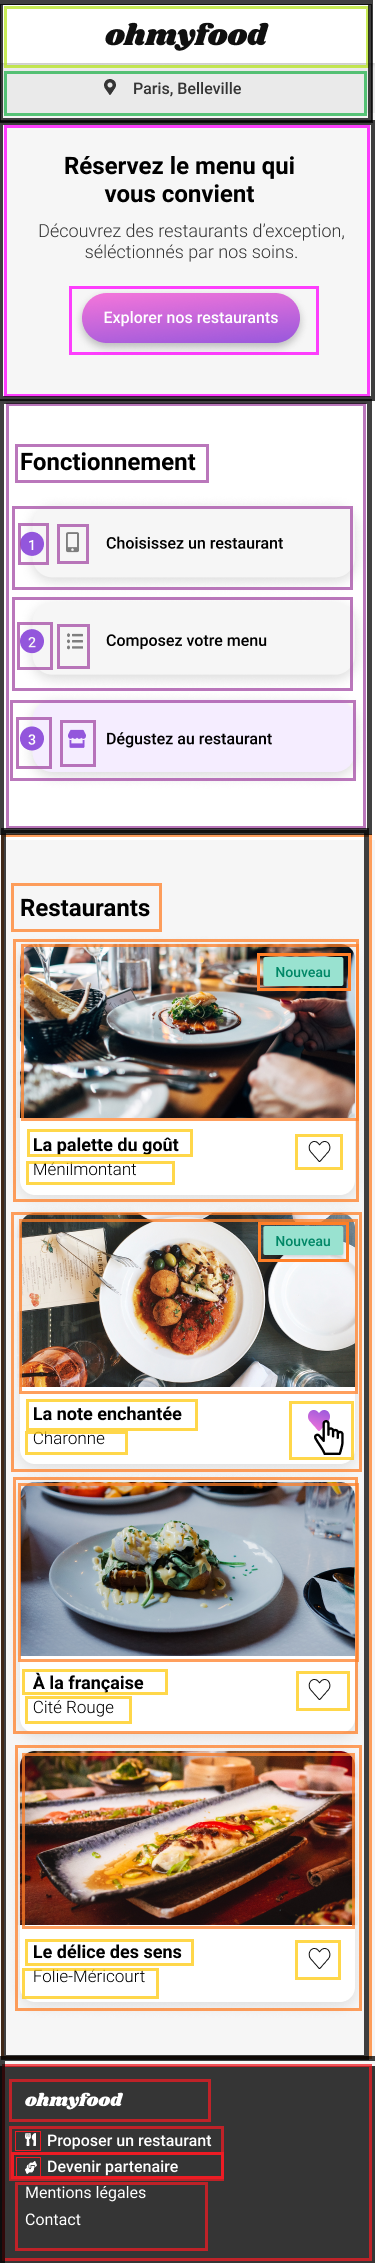 ohmyfood
Paris, Belleville
Réservez le menu qui
vous convient
Découvrez des restaurants d'exception,
séléctionnés par nos soins.
Explorer nos restaurants
Fonctionnement
1 Choisissez un restaurant
2 Composez votre menu
3 Dégustez au restaurant
Restaurants
Nouveau
La palette du goût
Ménilmontant
Nouveau
La note enchantée
Charonne
À la française
Cité Rouge
Le délice des sens
Folie-Méricourt
ohmyfood
Proposer un restaurant
Devenir partenaire
Mentions légales
Contact